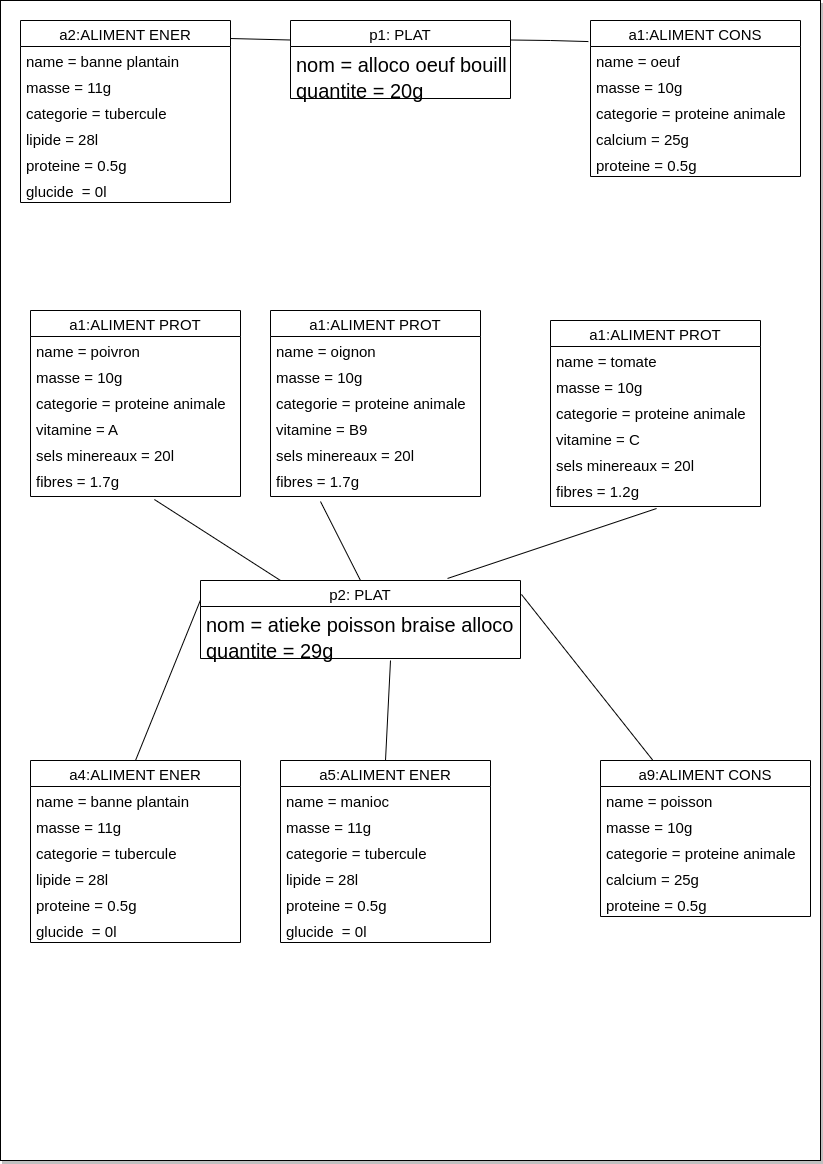 a2:ALIMENT ENER
name = banne plantain
masse = 11g
categorie = tubercule
lipide = 28l
proteine = 0.5g
glucide  = 0l
p1: PLAT
nom = alloco oeuf bouill
quantite = 20g
a1:ALIMENT CONS
name = oeuf
masse = 10g
categorie = proteine animale
calcium = 25g
proteine = 0.5g
a1:ALIMENT PROT
name = poivron
masse = 10g
categorie = proteine animale
vitamine = A
sels minereaux = 20l
fibres = 1.7g
a1:ALIMENT PROT
name = oignon
masse = 10g
categorie = proteine animale
vitamine = B9
sels minereaux = 20l
fibres = 1.7g
a1:ALIMENT PROT
name = tomate
masse = 10g
categorie = proteine animale
vitamine = C
sels minereaux = 20l
fibres = 1.2g
p2: PLAT
nom = atieke poisson braise alloco
quantite = 29g
a4:ALIMENT ENER
name = banne plantain
masse = 11g
categorie = tubercule
lipide = 28l
proteine = 0.5g
glucide  = 0l
a5:ALIMENT ENER
name = manioc
masse = 11g
categorie = tubercule
lipide = 28l
proteine = 0.5g
glucide  = 0l
a9:ALIMENT CONS
name = poisson
masse = 10g
categorie = proteine animale
calcium = 25g
proteine = 0.5g